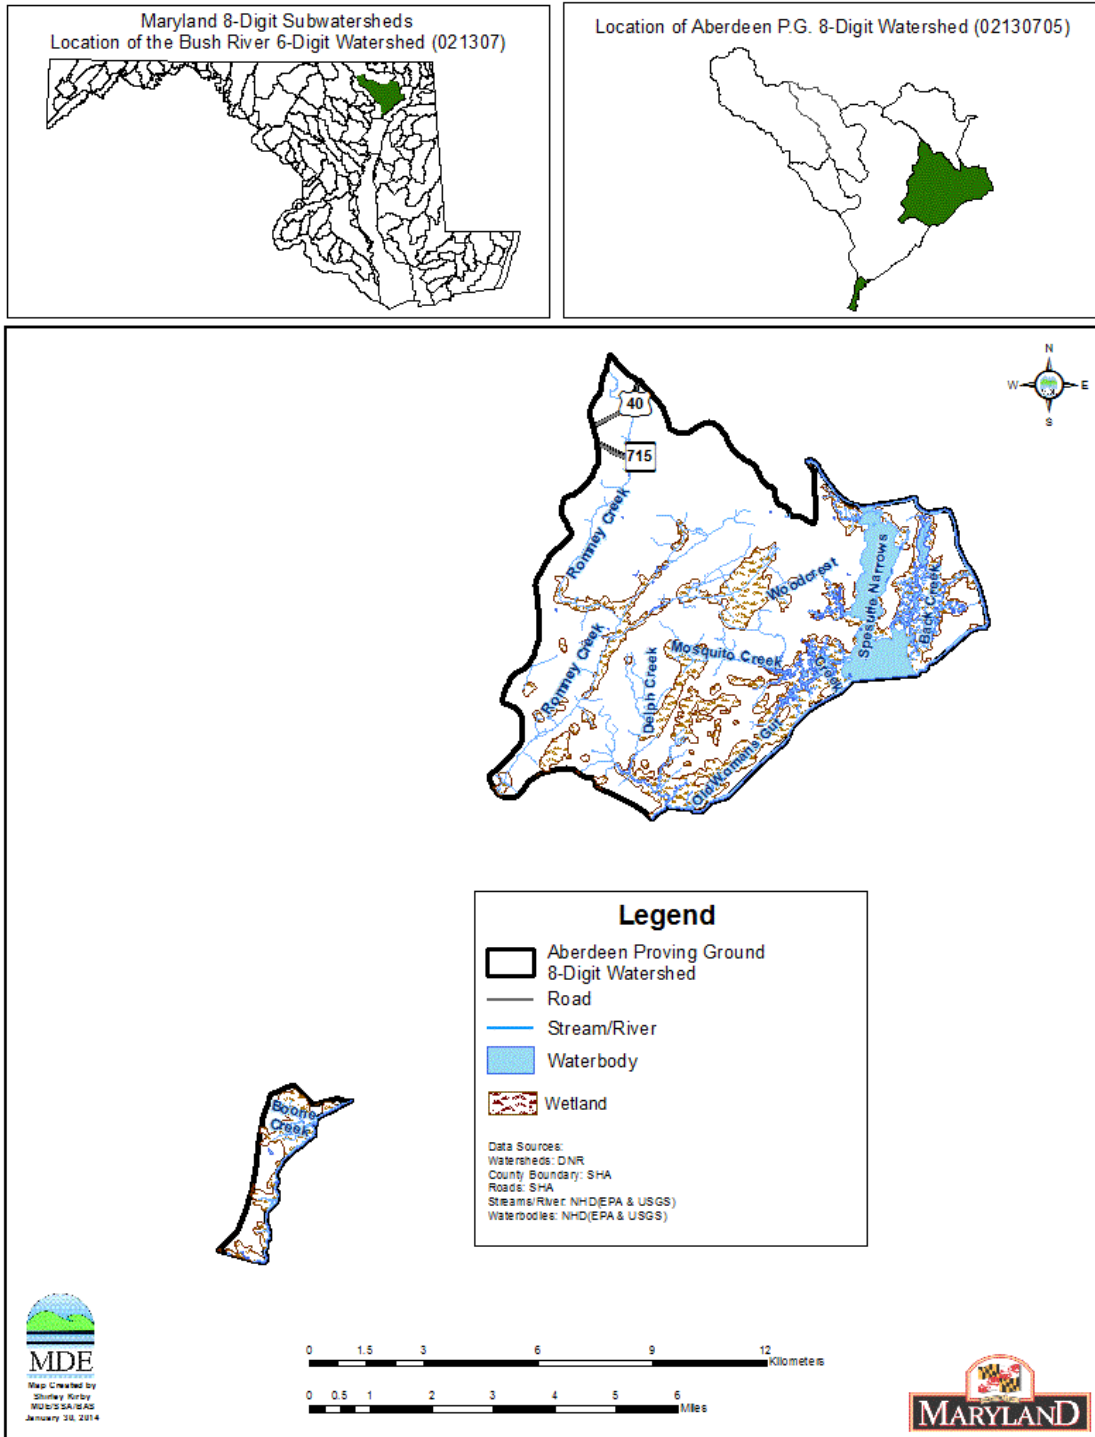 Maryland 8-Digit Subwatersheds
Location of the Bush River 6-Digit Watershed (021307)
Location of Aberdeen P.G. 8-Digit Watershed (02130705)
N
W
E
S
40
715
Romney Creek
Romney Creek
Woodcrest
Mosquito Creek
Delph Creek
Creek
Old Woman's Gut
Spesutie Narrows
Back Creek
Boone
Creek
Legend
Aberdeen Proving Ground
8-Digit Watershed
Road
Stream/River
Waterbody
Wetland
Data Sources:
Watersheds: DNR
County Boundary: SHA
Roads: SHA
Streams/River: NHD(EPA & USGS)
Waterbodies: NHD(EPA & USGS)
0 1.5 3 6 9 12
Kilometers
0 0.5 1 2 3 4 5 6
Miles
MDE
Map Created by
Shirley Kirby
MDE/SSA/EAS
January 30, 2014
MARYLAND